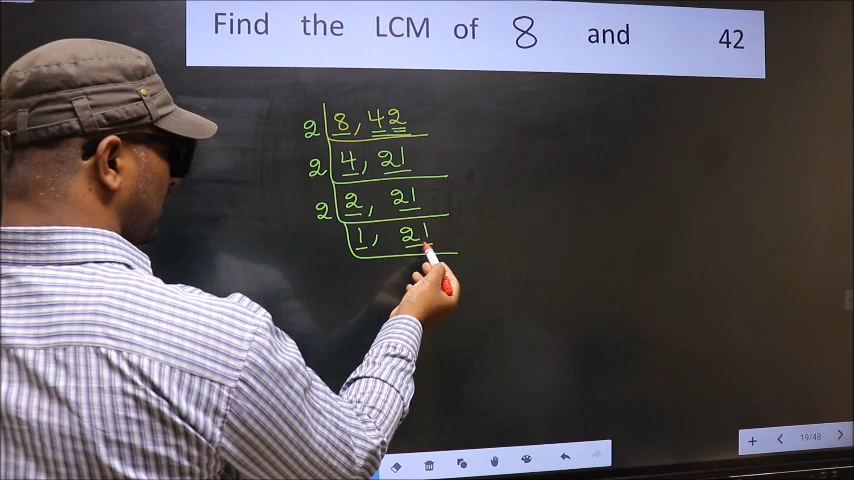 Find the LCM of 8 and 42
2 8, 42
2 4, 21
2 2, 21
1, 21
19/48